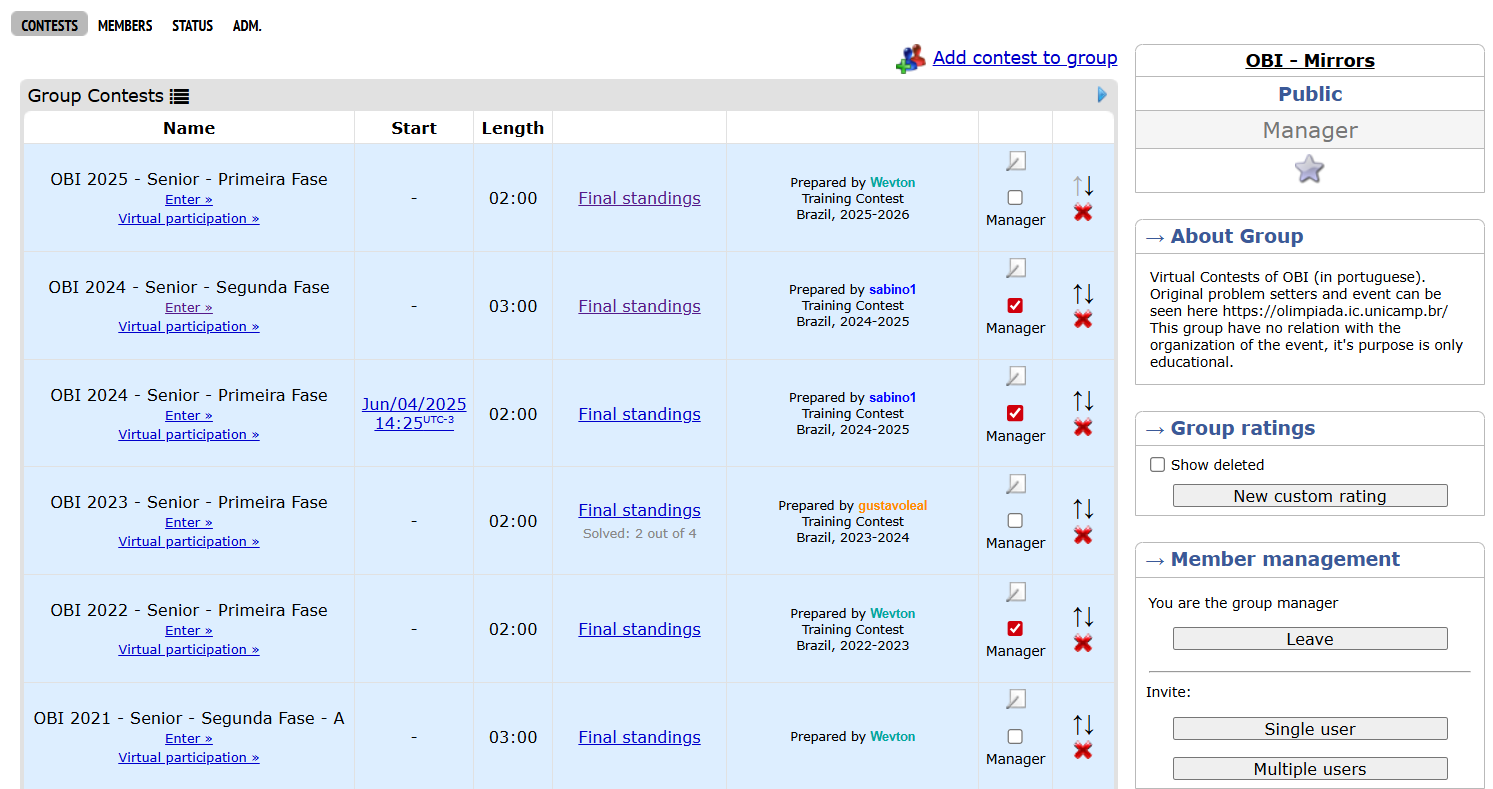 CONTESTS MEMBERS STATUS ADM.
Add contest to group
Group Contests
Name Start Length
OBI 2025 - Senior - Primeira Fase
Enter »
Virtual participation »
-
02:00
Final standings
Prepared by Wevton
Training Contest
Brazil, 2025-2026
Manager
OBI 2024 - Senior - Segunda Fase
Enter »
Virtual participation »
-
03:00
Final standings
Prepared by sabino1
Training Contest
Brazil, 2024-2025
Manager
OBI 2024 - Senior - Primeira Fase
Enter »
Virtual participation »
Jun/04/2025
14:25UTC-3
02:00
Final standings
Prepared by sabino1
Training Contest
Brazil, 2024-2025
Manager
OBI 2023 - Senior - Primeira Fase
Enter »
Virtual participation »
-
02:00
Final standings
Solved: 2 out of 4
Prepared by gustavoleal
Training Contest
Brazil, 2023-2024
Manager
OBI 2022 - Senior - Primeira Fase
Enter »
Virtual participation »
-
02:00
Final standings
Prepared by Wevton
Training Contest
Brazil, 2022-2023
Manager
OBI 2021 - Senior - Segunda Fase - A
Enter »
Virtual participation »
-
03:00
Final standings
Prepared by Wevton
Manager
OBI - Mirrors
Public
Manager
→ About Group
Virtual Contests of OBI (in portuguese).
Original problem setters and event can be
seen here https://olimpiada.ic.unicamp.br/
This group have no relation with the
organization of the event, it's purpose is only
educational.
→ Group ratings
Show deleted
New custom rating
→ Member management
You are the group manager
Leave
Invite:
Single user
Multiple users